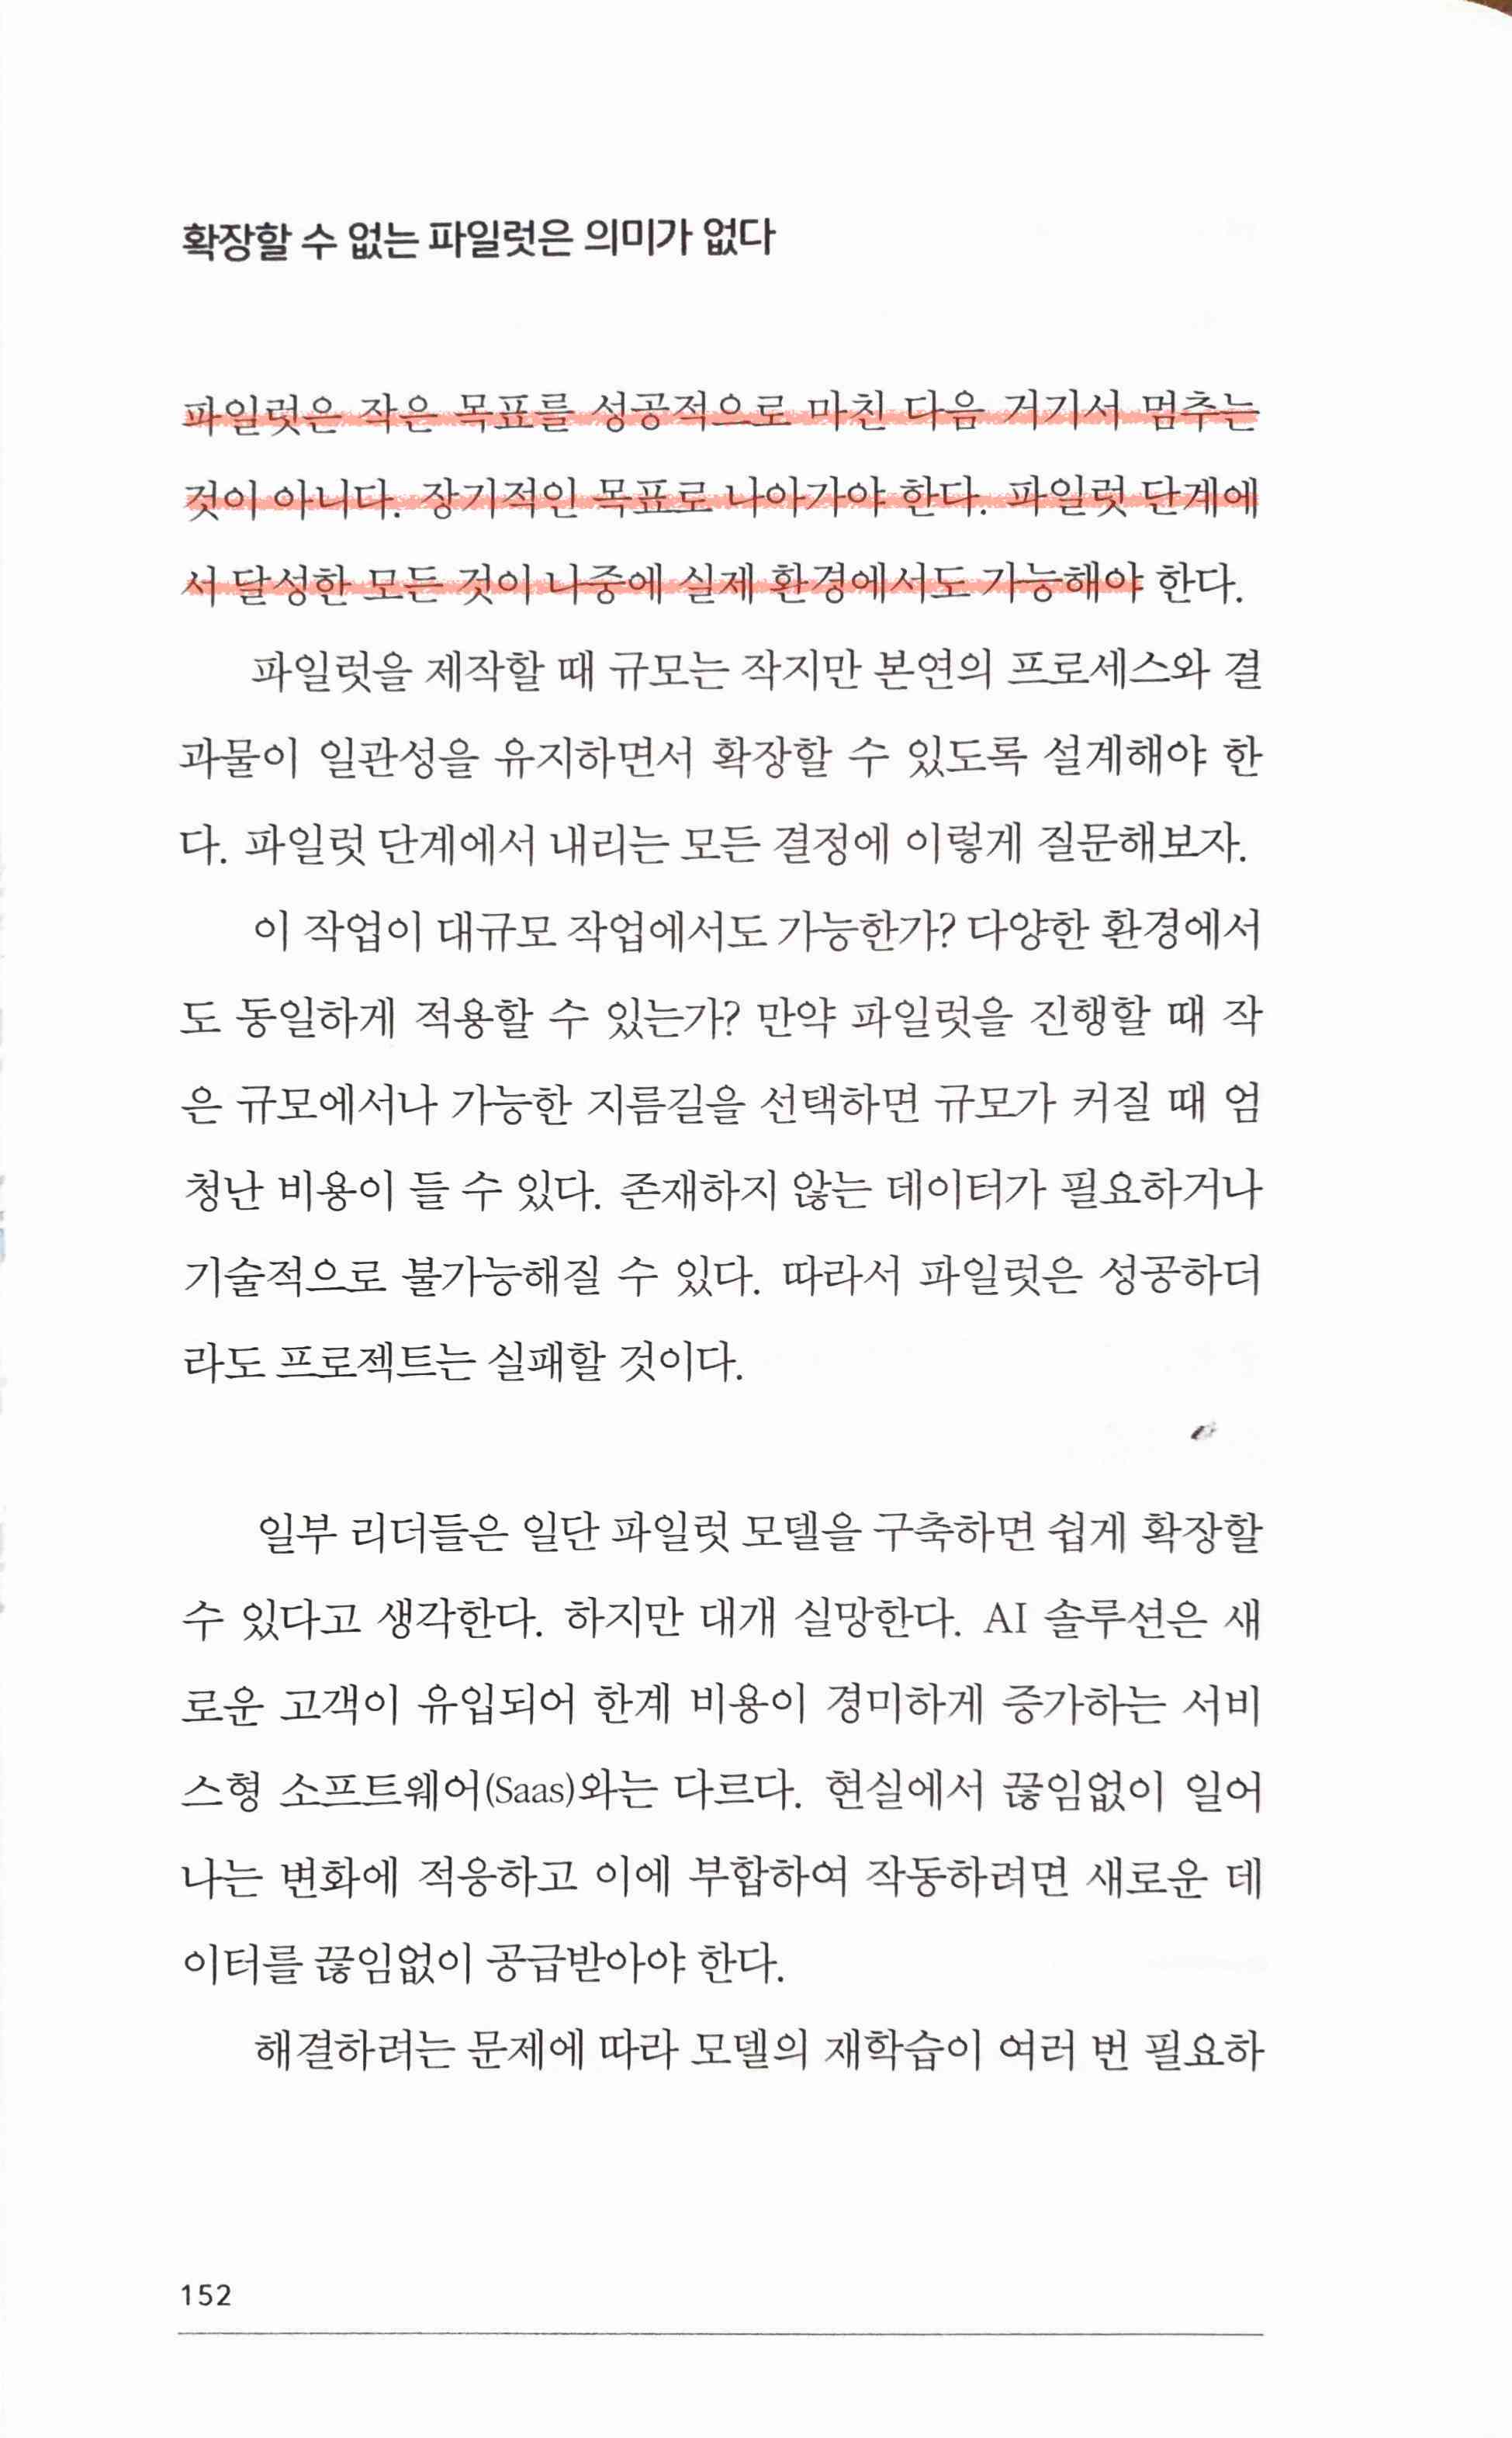 확장할 수 없는 파일럿은 의미가 없다
파일럿은 작은 목표를 성공적으로 마친 다음 거기서 멈추는
것이 아니다. 장기적인 목표로 나아가야 한다. 파일럿 단계에
서 달성한 모든 것이 나중에 실제 환경에서도 가능해야 한다.
파일럿을 제작할 때 규모는 작지만 본연의 프로세스와 결
과물이 일관성을 유지하면서 확장할 수 있도록 설계해야 한
다. 파일럿 단계에서 내리는 모든 결정에 이렇게 질문해보자.
이 작업이 대규모 작업에서도 가능한가? 다양한 환경에서
도 동일하게 적용할 수 있는가? 만약 파일럿을 진행할 때 작
은 규모에서나 가능한 지름길을 선택하면 규모가 커질 때 엄
청난 비용이 들 수 있다. 존재하지 않는 데이터가 필요하거나
기술적으로 불가능해질 수 있다. 따라서 파일럿은 성공하더
라도 프로젝트는 실패할 것이다.
일부 리더들은 일단 파일럿 모델을 구축하면 쉽게 확장할
수 있다고 생각한다. 하지만 대개 실망한다. AI 솔루션은 새
로운 고객이 유입되어 한계 비용이 경미하게 증가하는 서비
스형 소프트웨어(Saas)와는 다르다. 현실에서 끊임없이 일어
나는 변화에 적응하고 이에 부합하여 작동하려면 새로운 데
이터를 끊임없이 공급받아야 한다.
해결하려는 문제에 따라 모델의 재학습이 여러 번 필요하
152